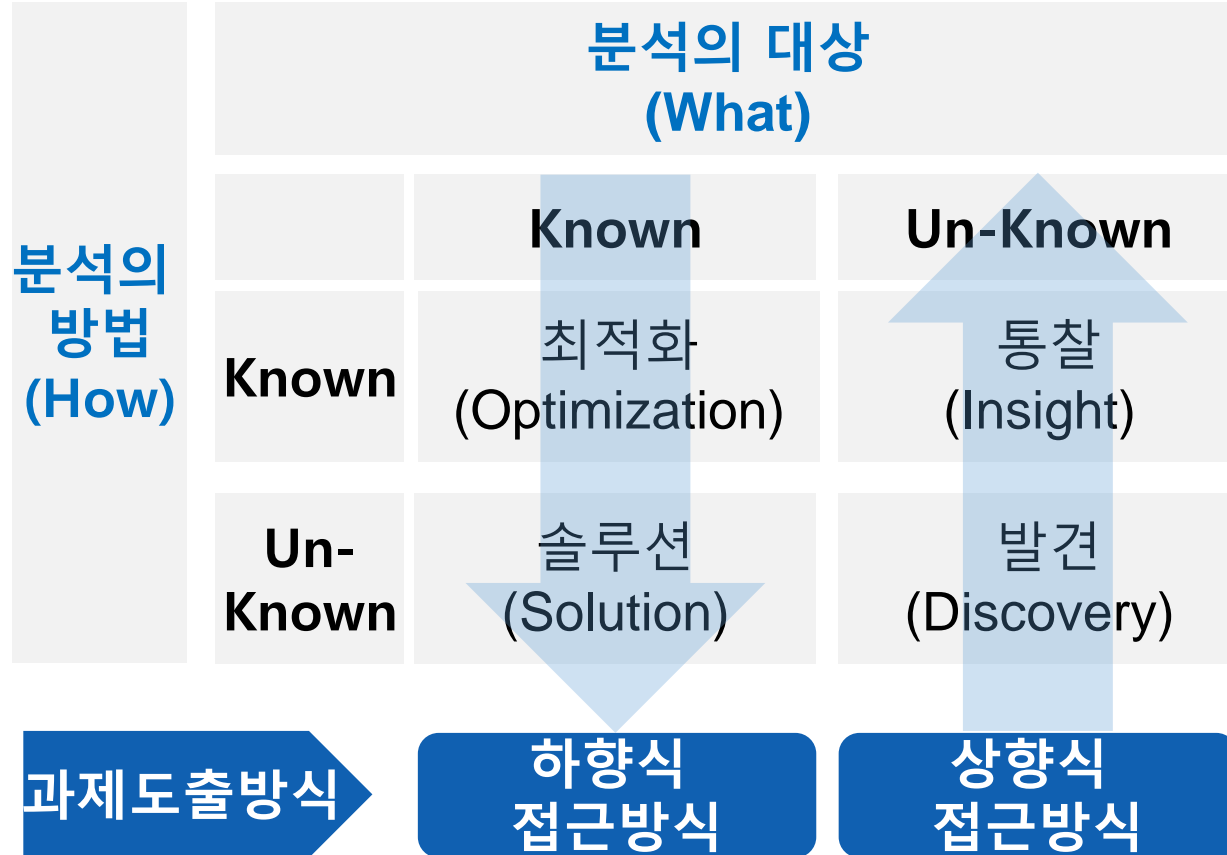 분석의 대상
(What)
분석의
방법
(How)
Known
Un-Known
Known
최적화
(Optimization)
통찰
(Insight)
Un-
Known
솔루션
(Solution)
발견
(Discovery)
과제도출방식
하향식
접근방식
상향식
접근방식